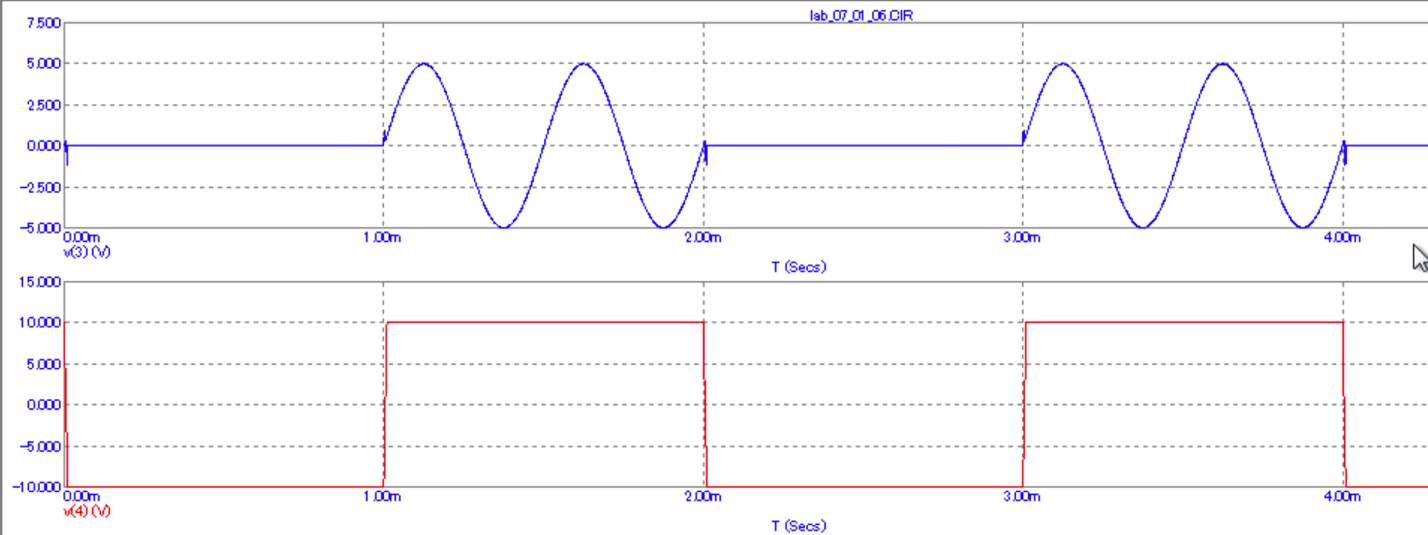 lab_07_01_06.CIR
7.500
5.000
2.500
0.000
-2.500
-5.000
0.00m 1.00m 2.00m 3.00m 4.00m
v(3) (V)
T (Secs)
15.000
10.000
5.000
0.000
-5.000
-10.000
0.00m 1.00m 2.00m 3.00m 4.00m
v(4) (V)
T (Secs)